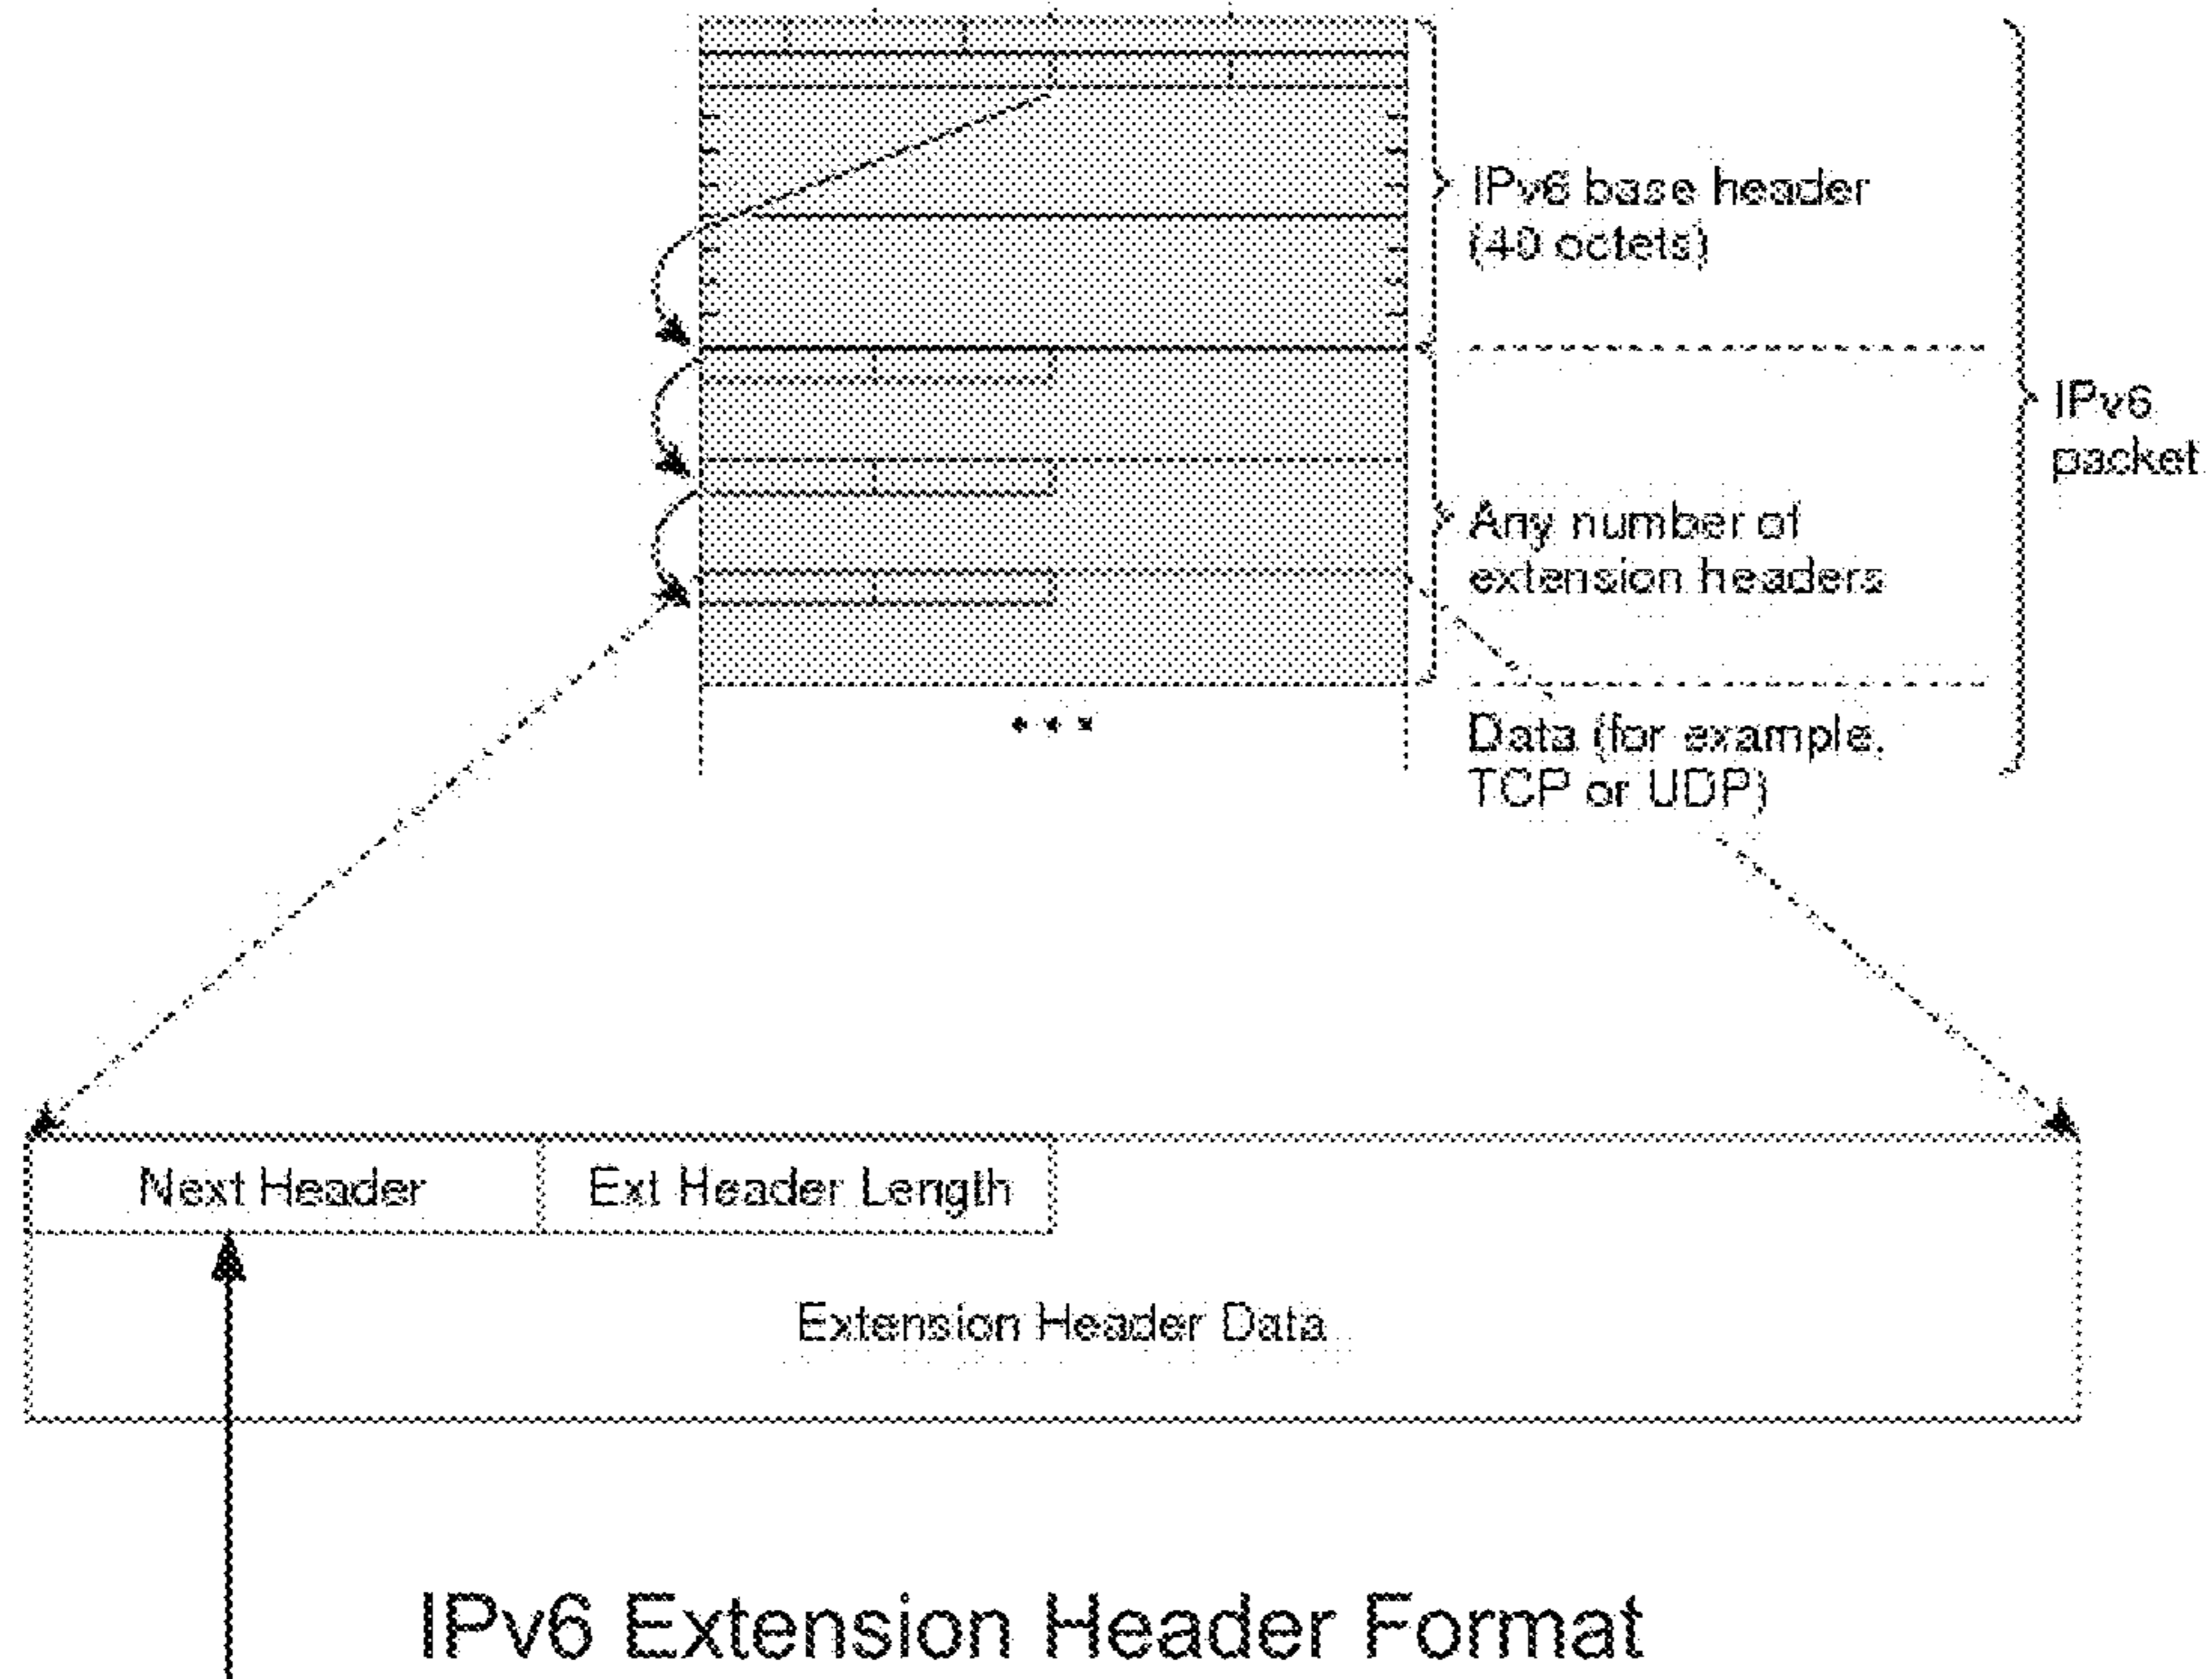 IPv6 base header
(40 octets)
IPv6
packet
Any number of
extension headers
Data (for example,
TCP or UDP)
Next Header
Ext Header Length
Extension Header Data
IPv6 Extension Header Format